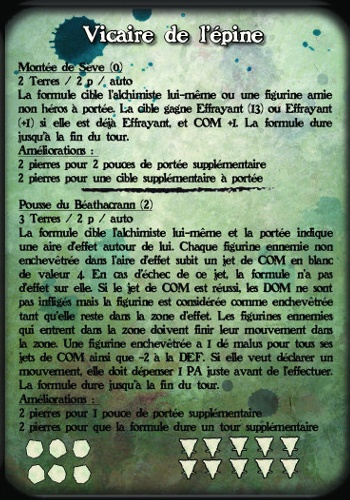 Vicaire de l'épine
Montée de Seve (0)
2 Terres / 2 p / auto
La formule cible l'alchimiste lui-même ou une figurine amie
non héros à portée. La cible gagne Effrayant (13) ou Effrayant
(+1) si elle est déjà Effrayant, et COM +1. La formule dure
jusqu'à la fin du tour.
Améliorations :
2 pierres pour 2 pouces de portée supplémentaire
2 pierres pour une cible supplémentaire à portée
Pousse du Béathacrann (2)
3 Terres / 2 p / auto
La formule cible l'alchimiste lui-même et la portée indique
une aire d'effet autour de lui. Chaque figurine ennemie non
enchevêtrée dans l'aire d'effet subit un jet de COM en blanc
de valeur 4. En cas d'échec de ce jet, la formule n'a pas
d'effet sur elle. Si le jet de COM est réussi, les DOM ne sont
pas infligés mais la figurine est considérée comme enchevêtrée
tant qu'elle reste dans la zone d'effet. Les figurines ennemies
qui entrent dans la zone doivent finir leur mouvement dans
la zone. Une figurine enchevêtrée a 1 dé malus pour tous ses
jets de COM ainsi que -2 à la DEF. Si elle veut déclarer un
mouvement, elle doit dépenser 1 PA juste avant de l'effectuer.
La formule dure jusqu'à la fin du tour.
Améliorations :
2 pierres pour 1 pouce de portée supplémentaire
2 pierres pour que la formule dure un tour supplémentaire